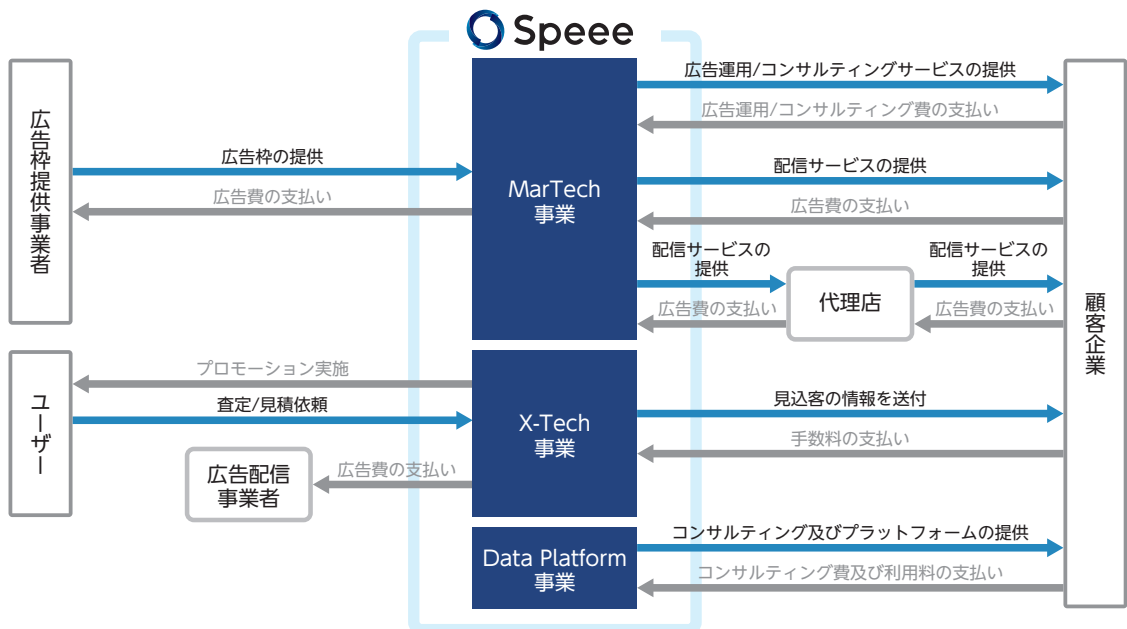 Speee
広告枠提供事業者
広告枠の提供
広告費の支払い
MarTech
事業
広告運用/コンサルティングサービスの提供
広告運用/コンサルティング費の支払い
配信サービスの提供
広告費の支払い
配信サービスの
提供
広告費の支払い
代理店
配信サービスの
提供
広告費の支払い
顧客企業
ユーザー
プロモーション実施
査定/見積依頼
広告配信
事業者
広告費の支払い
X-Tech
事業
見込客の情報を送付
手数料の支払い
Data Platform
事業
コンサルティング及びプラットフォームの提供
コンサルティング費及び利用料の支払い